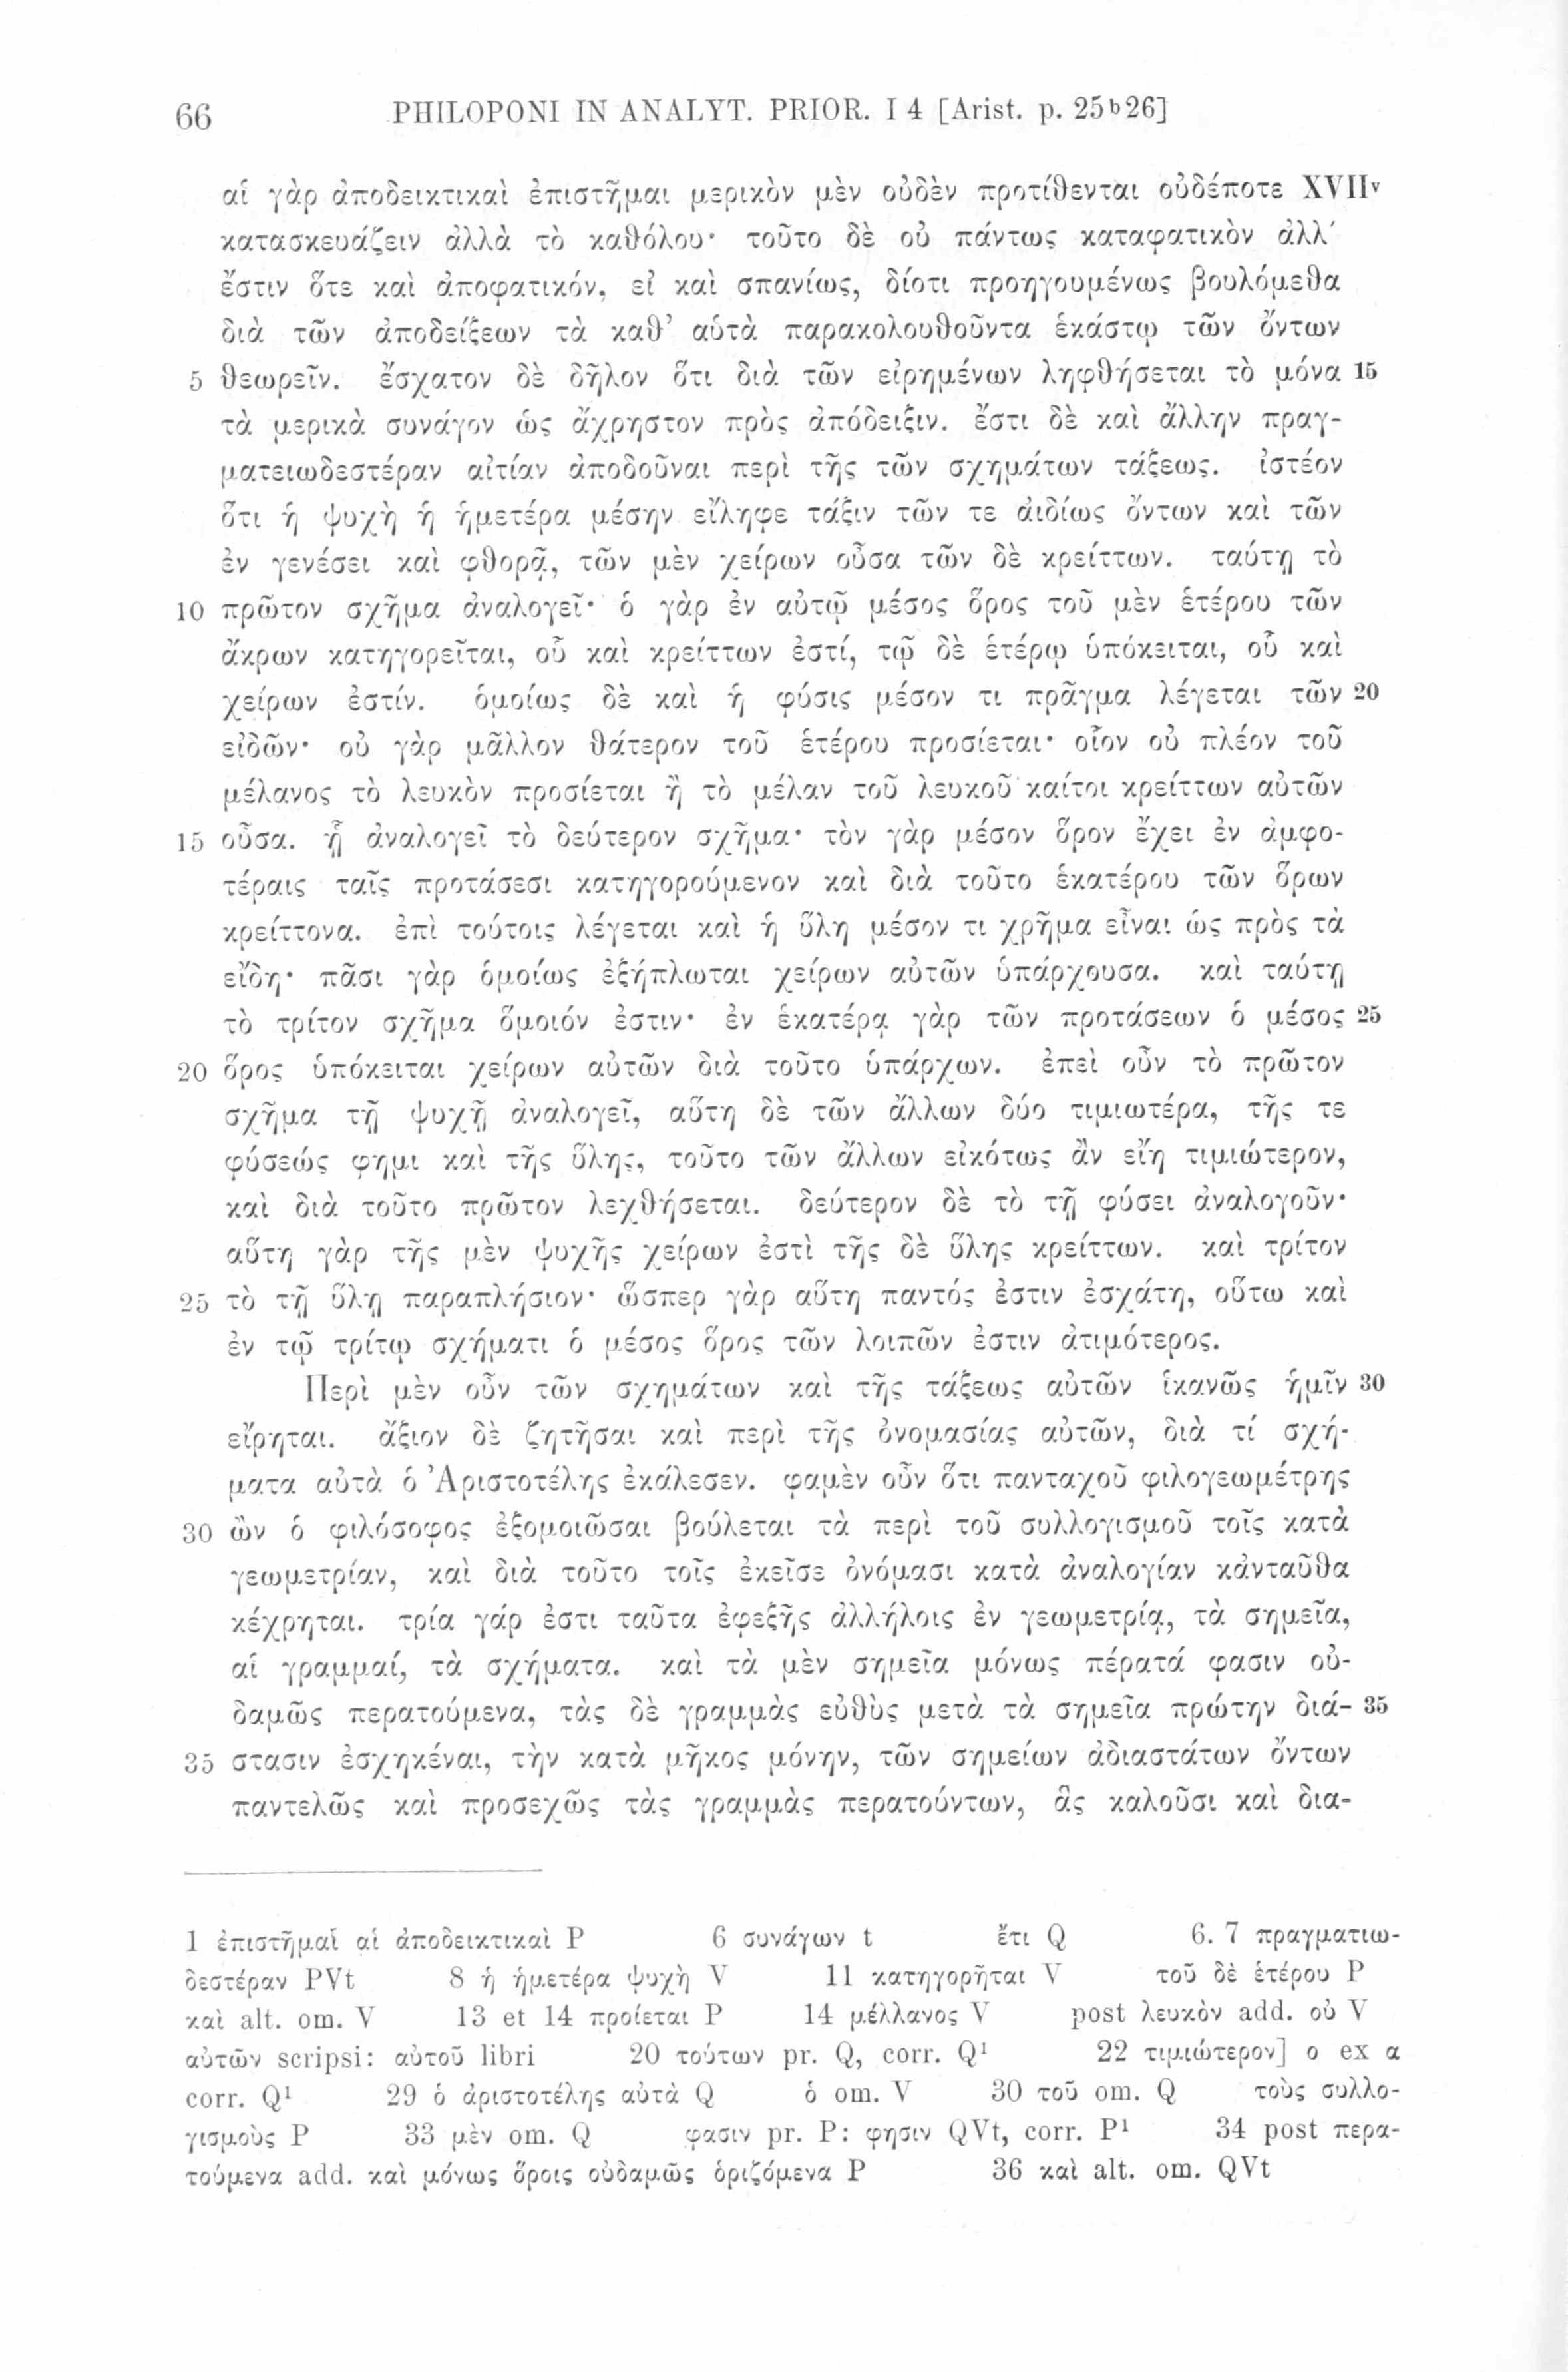 66 PHILOPONI IN ANALYT. PRIOR. I 4 [Arist. p. 25ᵇ26]
αἱ γὰρ ἀποδεικτικαὶ ἐπιστῆμαι μερικὸν μὲν οὐδὲν προτίθενται οὐδέποτε XVIIᵛ
κατασκευάζειν ἀλλὰ τὸ καθόλου· τοῦτο δὲ οὐ πάντως καταφατικὸν ἀλλ'
ἔστιν ὅτε καὶ ἀποφατικόν, εἰ καὶ σπανίως, δίοτι προηγουμένως βουλόμεθα
διὰ τῶν ἀποδείξεων τὰ καθ' αὑτὰ παρακολουθοῦντα ἑκάστῳ τῶν ὄντων
5 θεωρεῖν. ἔσχατον δὲ δῆλον ὅτι διὰ τῶν εἰρημένων ληφθήσεται τὸ μόνα 15
τὰ μερικὰ συνάγον ὡς ἄχρηστον πρὸς ἀπόδειξιν. ἔστι δὲ καὶ ἄλλην πραγ-
ματειωδεστέραν αἰτίαν ἀποδοῦναι περὶ τῆς τῶν σχημάτων τάξεως. ἰστέον
ὅτι ἡ ψυχὴ ἡ ἡμετέρα μέσην εἴληφε τάξιν τῶν τε ἀιδίως ὄντων καὶ τῶν
ἐν γενέσει καὶ φθορᾷ, τῶν μὲν χείρων οὖσα τῶν δὲ κρείττων. ταύτῃ τὸ
10 πρῶτον σχῆμα ἀναλογεῖ· ὁ γὰρ ἐν αὐτῷ μέσος ὅρος τοῦ μὲν ἑτέρου τῶν
ἄκρων κατηγορεῖται, οὗ καὶ κρείττων ἐστί, τῷ δὲ ἑτέρῳ ὑπόκειται, οὗ καὶ
χείρων ἐστίν. ὁμοίως δὲ καὶ ἡ φύσις μέσον τι πρᾶγμα λέγεται τῶν 20
εἰδῶν· οὐ γὰρ μᾶλλον θάτερον τοῦ ἑτέρου προσίεται· οἷον οὐ πλέον τοῦ
μέλανος τὸ λευκὸν προσίεται ἢ τὸ μέλαν τοῦ λευκοῦ καίτοι κρείττων αὐτῶν
15 οὖσα. ᾗ ἀναλογεῖ τὸ δεύτερον σχῆμα· τὸν γὰρ μέσον ὅρον ἔχει ἐν ἀμφο-
τέραις ταῖς προτάσεσι κατηγορούμενον καὶ διὰ τοῦτο ἑκατέρου τῶν ὅρων
κρείττονα. ἐπὶ τούτοις λέγεται καὶ ἡ ὕλη μέσον τι χρῆμα εἶναι ὡς πρὸς τὰ
εἴδη· πᾶσι γὰρ ὁμοίως ἐξήπλωται χείρων αὐτῶν ὑπάρχουσα. καὶ ταύτῃ
τὸ τρίτον σχῆμα ὅμοιόν ἐστιν· ἐν ἑκατέρᾳ γὰρ τῶν προτάσεων ὁ μέσος 25
20 ὅρος ὑπόκειται χείρων αὐτῶν διὰ τοῦτο ὑπάρχων. ἐπεὶ οὖν τὸ πρῶτον
σχῆμα τῇ ψυχῇ ἀναλογεῖ, αὕτη δὲ τῶν ἄλλων δύο τιμιωτέρα, τῆς τε
φύσεώς φημι καὶ τῆς ὕλης, τοῦτο τῶν ἄλλων εἰκότως ἂν εἴη τιμιώτερον,
καὶ διὰ τοῦτο πρῶτον λεχθήσεται. δεύτερον δὲ τὸ τῇ φύσει ἀναλογοῦν·
αὕτη γὰρ τῆς μὲν ψυχῆς χείρων ἐστὶ τῆς δὲ ὕλης κρείττων. καὶ τρίτον
25 τὸ τῇ ὕλῃ παραπλήσιον· ὥσπερ γὰρ αὕτη παντός ἐστιν ἐσχάτη, οὕτω καὶ
ἐν τῷ τρίτῳ σχήματι ὁ μέσος ὅρος τῶν λοιπῶν ἐστιν ἀτιμότερος.
Περὶ μὲν οὖν τῶν σχημάτων καὶ τῆς τάξεως αὐτῶν ἱκανῶς ἡμῖν 30
εἴρηται. ἄξιον δὲ ζητῆσαι καὶ περὶ τῆς ὀνομασίας αὐτῶν, διὰ τί σχή-
ματα αὐτὰ ὁ Ἀριστοτέλης ἐκάλεσεν. φαμὲν οὖν ὅτι πανταχοῦ φιλογεωμέτρης
30 ὢν ὁ φιλόσοφος ἐξομοιῶσαι βούλεται τὰ περὶ τοῦ συλλογισμοῦ τοῖς κατὰ
γεωμετρίαν, καὶ διὰ τοῦτο τοῖς ἐκεῖσε ὀνόμασι κατὰ ἀναλογίαν κἀνταῦθα
κέχρηται. τρία γάρ ἐστι ταῦτα ἐφεξῆς ἀλλήλοις ἐν γεωμετρίᾳ, τὰ σημεῖα,
αἱ γραμμαί, τὰ σχήματα. καὶ τὰ μὲν σημεῖα μόνως πέρατά φασιν οὐ-
δαμῶς περατούμενα, τὰς δὲ γραμμὰς εὐθὺς μετὰ τὰ σημεῖα πρώτην διά- 35
35 στασιν ἐσχηκέναι, τὴν κατὰ μῆκος μόνην, τῶν σημείων ἀδιαστάτων ὄντων
παντελῶς καὶ προσεχῶς τὰς γραμμὰς περατούντων, ἃς καλοῦσι καὶ δια-
1 ἐπιστῆμαί αἱ ἀποδεικτικαὶ P 6 συνάγων t ἔτι Q 6. 7 πραγματιω-
δεστέραν PVt 8 ἡ ἡμετέρα ψυχὴ V 11 κατηγορῆται V τοῦ δὲ ἑτέρου P
καὶ alt. om. V 13 et 14 προίεται P 14 μέλλανος V post λευκὸν add. οὐ V
αὐτῶν scripsi: αὐτοῦ libri 20 τούτων pr. Q, corr. Q¹ 22 τιμιώτερον] ο ex α
corr. Q¹ 29 ὁ ἀριστοτέλης αὐτὰ Q ὁ om. V 30 τοῦ om. Q τοὺς συλλο-
γισμοὺς P 33 μὲν om. Q φασιν pr. P: φησιν QVt, corr. P¹ 34 post περα-
τούμενα add. καὶ μόνως ὅροις οὐδαμῶς ὁριζόμενα P 36 καὶ alt. om. QVt